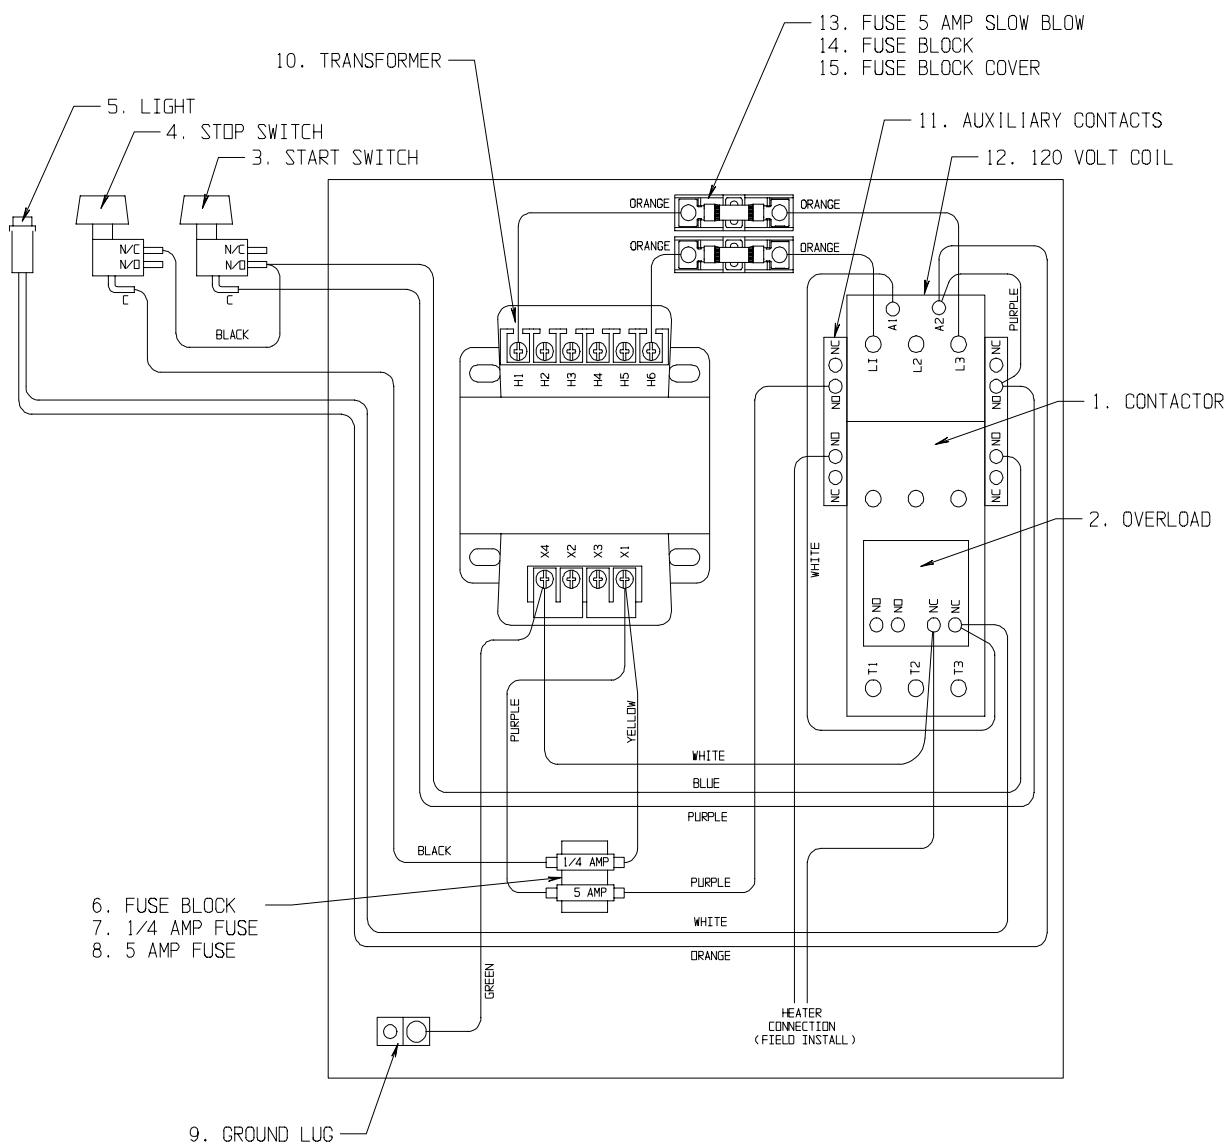 13. FUSE 5 AMP SLOW BLOW
14. FUSE BLOCK
15. FUSE BLOCK COVER
10. TRANSFORMER
5. LIGHT
4. STOP SWITCH
3. START SWITCH
11. AUXILIARY CONTACTS
12. 120 VOLT COIL
ORANGE
ORANGE
ORANGE
ORANGE
N/C
N/O
C
N/C
N/O
C
BLACK
PURPLE
A1
A2
L1
L2
L3
NC
NO
NO
NC
NC
NO
NO
NC
H1
H2
H3
H4
H5
H6
1. CONTACTOR
2. OVERLOAD
WHITE
X4
X2
X3
X1
NO
NO
NC
NC
T1
T2
T3
PURPLE
YELLOW
WHITE
BLUE
PURPLE
BLACK
1/4 AMP
5 AMP
PURPLE
6. FUSE BLOCK
7. 1/4 AMP FUSE
8. 5 AMP FUSE
WHITE
ORANGE
GREEN
HEATER
CONNECTION
(FIELD INSTALL)
9. GROUND LUG